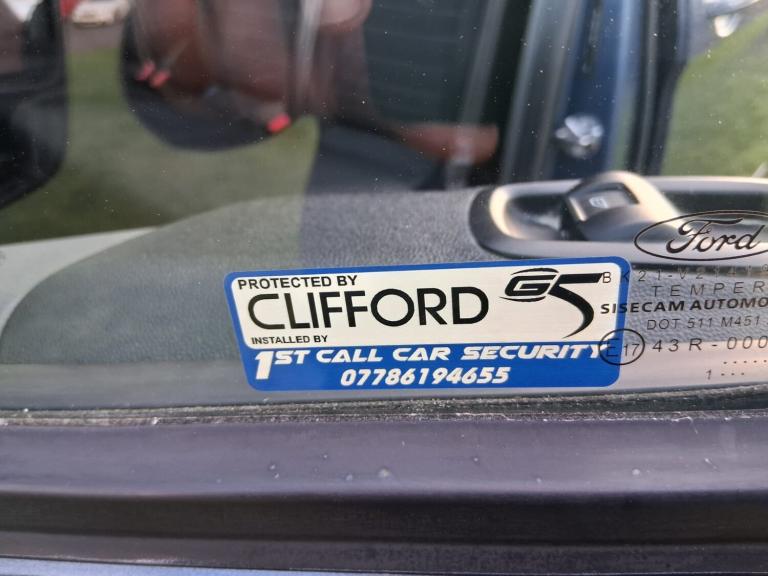 PROTECTED BY
CLIFFORD G5
INSTALLED BY
1ST CALL CAR SECURITY
07786194655
Ford
TEMPER
SISECAM AUTOMO
DOT 511 M451
E17 43R-000